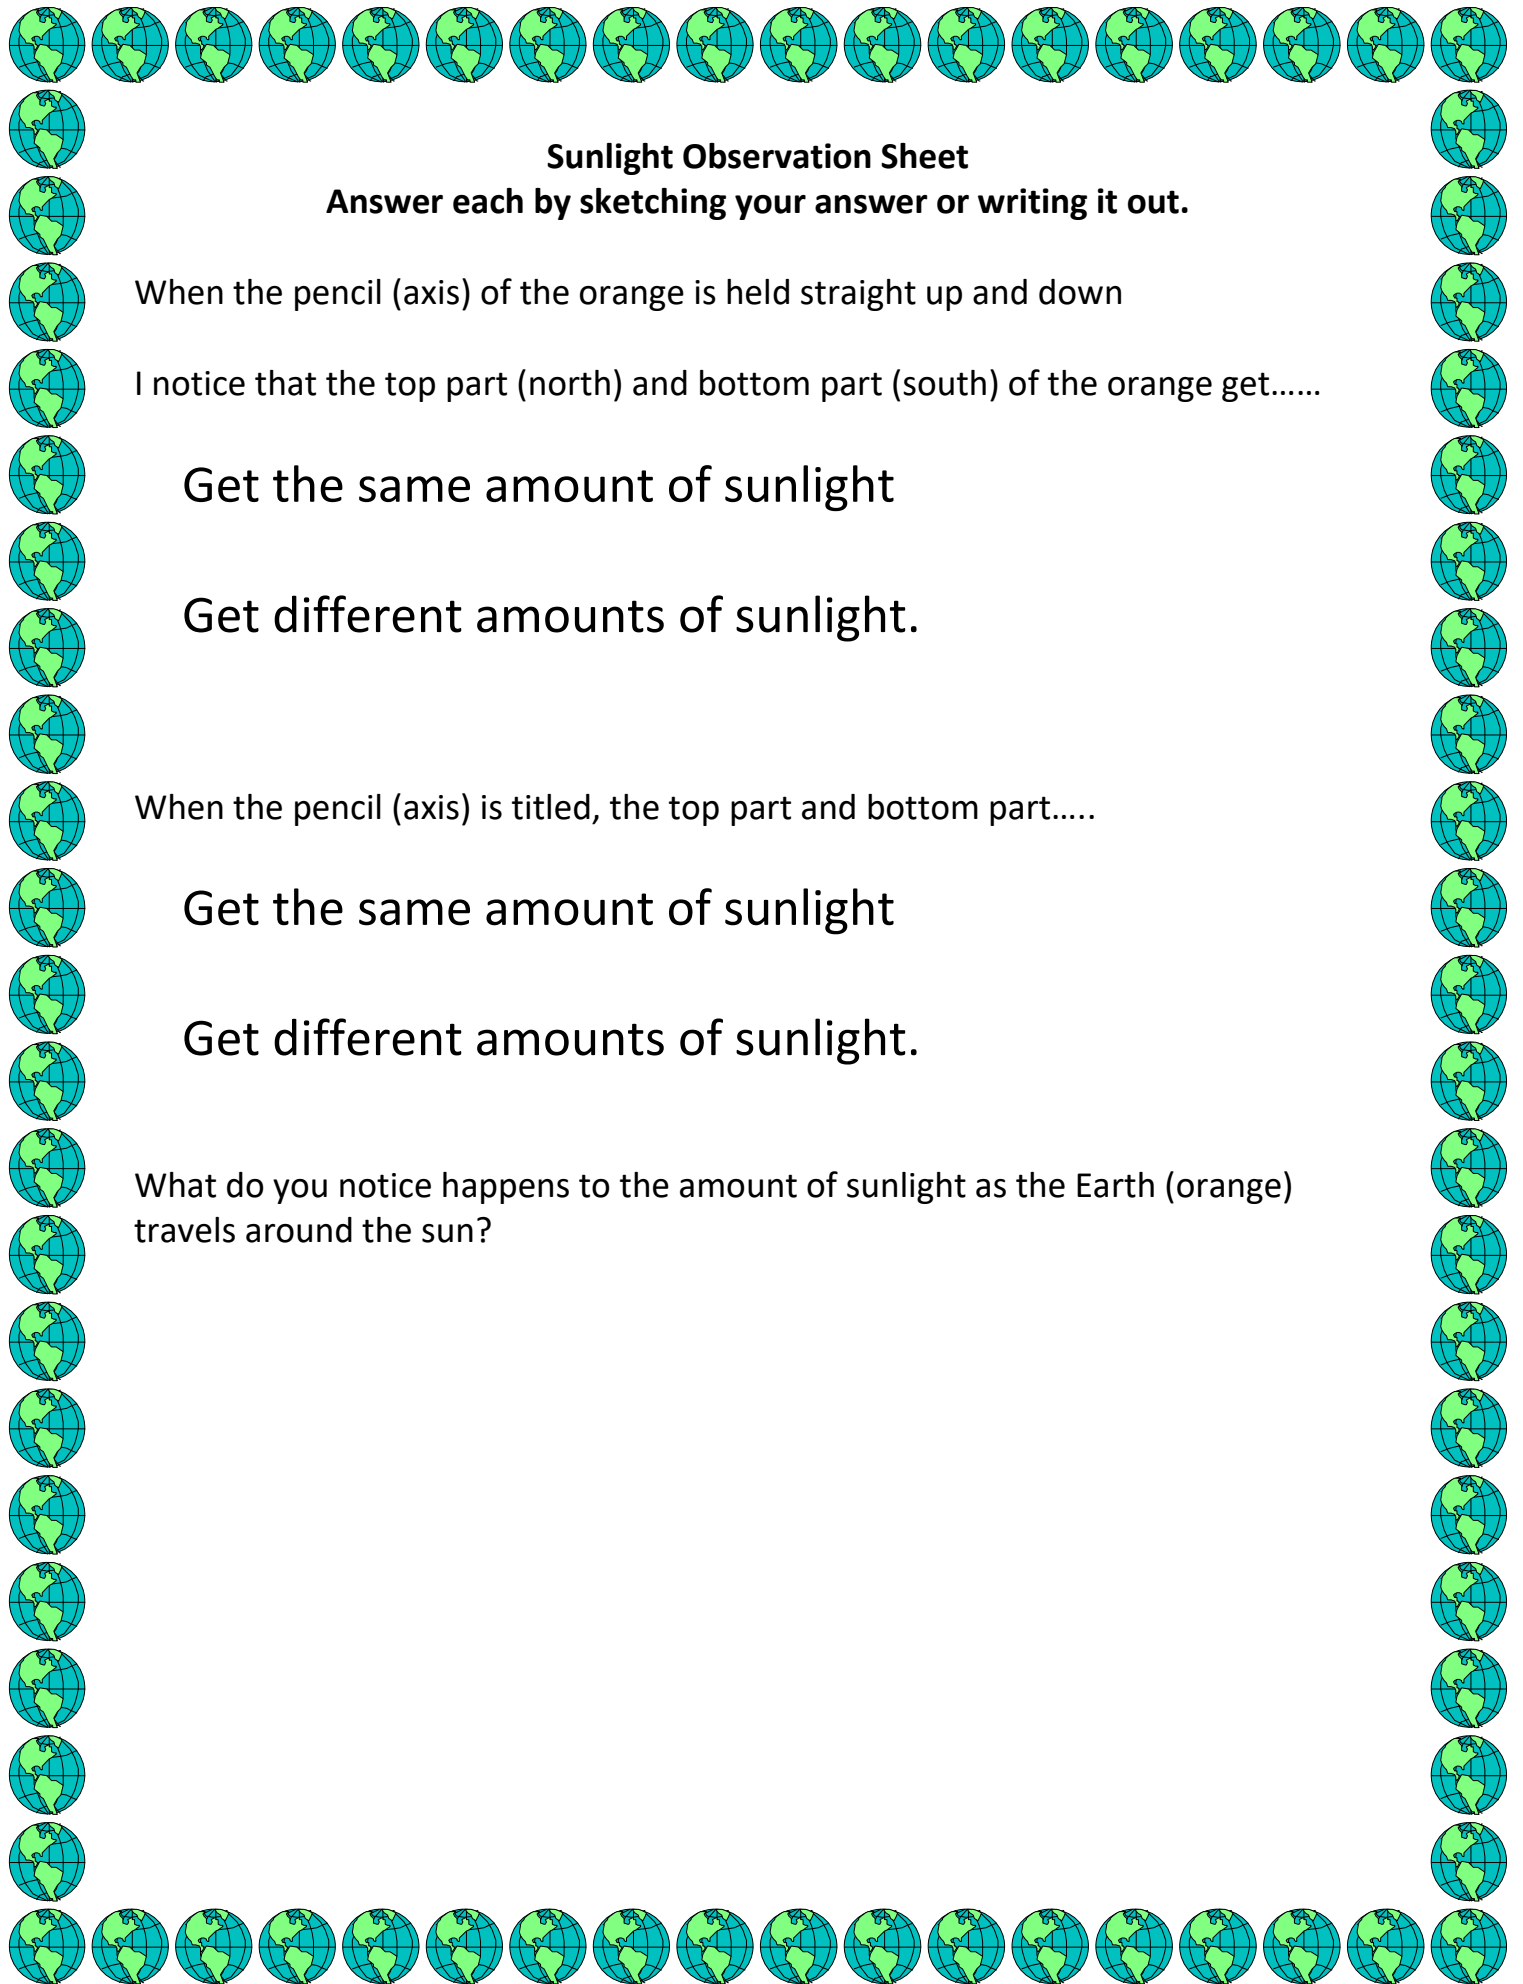 Sunlight Observation Sheet
Answer each by sketching your answer or writing it out.
When the pencil (axis) of the orange is held straight up and down
I notice that the top part (north) and bottom part (south) of the orange get……
Get the same amount of sunlight
Get different amounts of sunlight.
When the pencil (axis) is titled, the top part and bottom part…..
Get the same amount of sunlight
Get different amounts of sunlight.
What do you notice happens to the amount of sunlight as the Earth (orange)
travels around the sun?